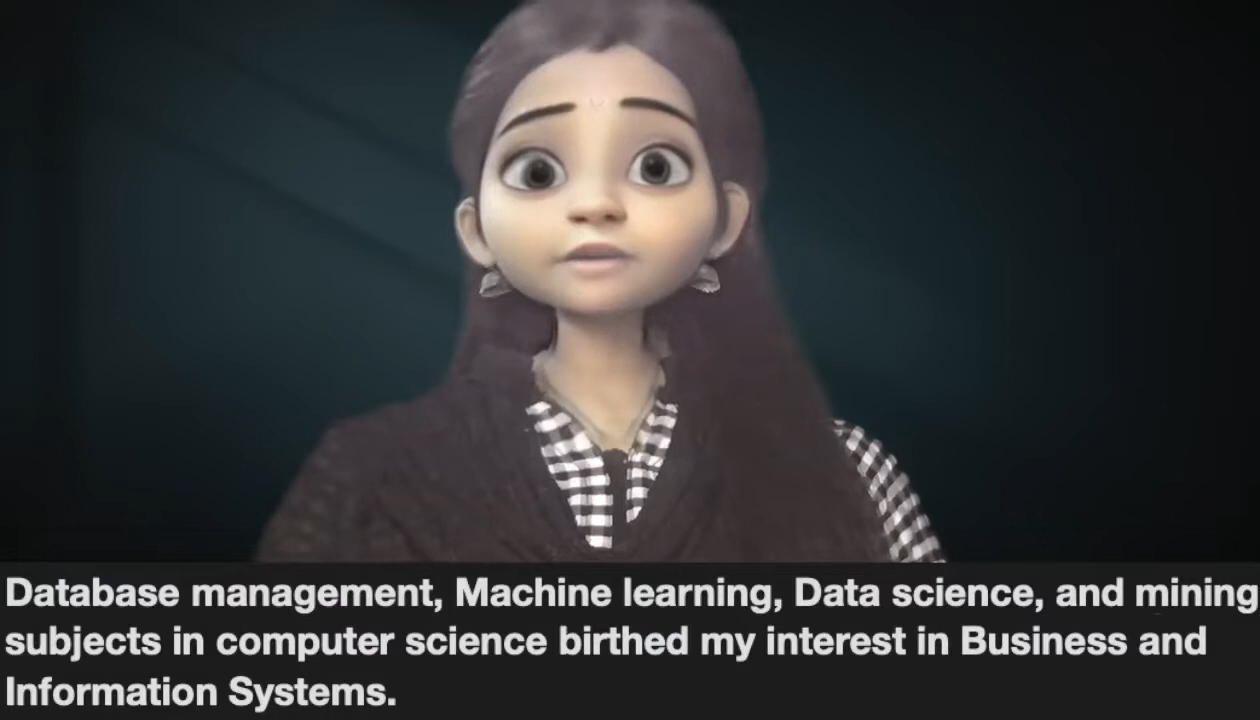 Database management, Machine learning, Data science, and mining
subjects in computer science birthed my interest in Business and
Information Systems.